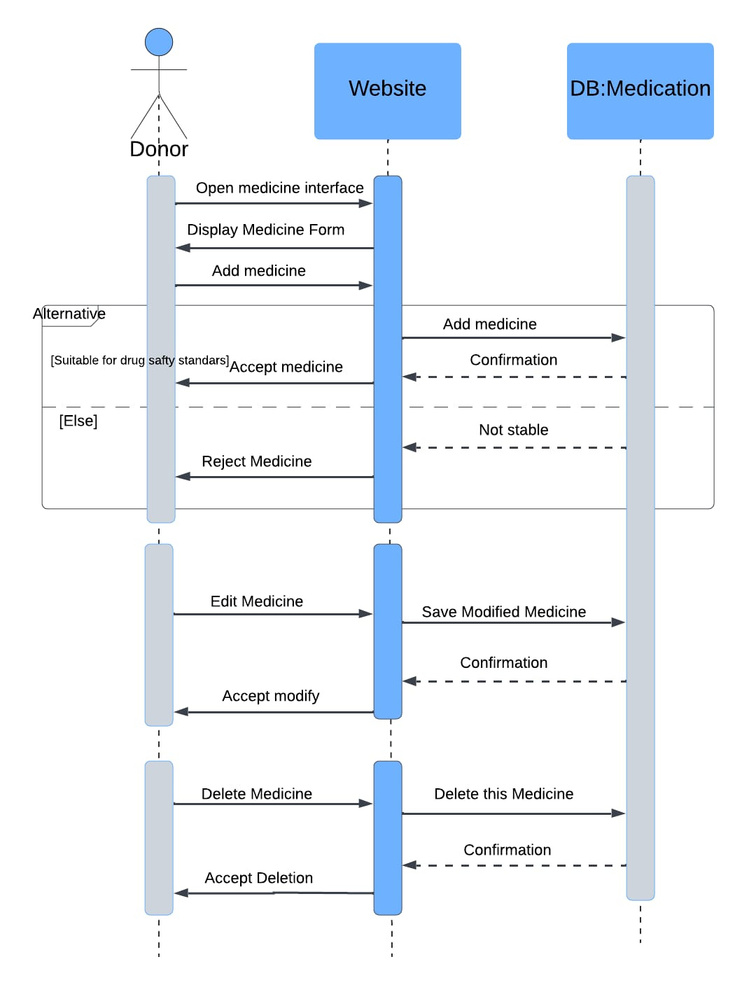 Website
DB:Medication
Donor
Open medicine interface
Display Medicine Form
Add medicine
Alternative
Add medicine
[Suitable for drug safty standars]
Accept medicine
Confirmation
[Else]
Not stable
Reject Medicine
Edit Medicine
Save Modified Medicine
Confirmation
Accept modify
Delete Medicine
Delete this Medicine
Confirmation
Accept Deletion